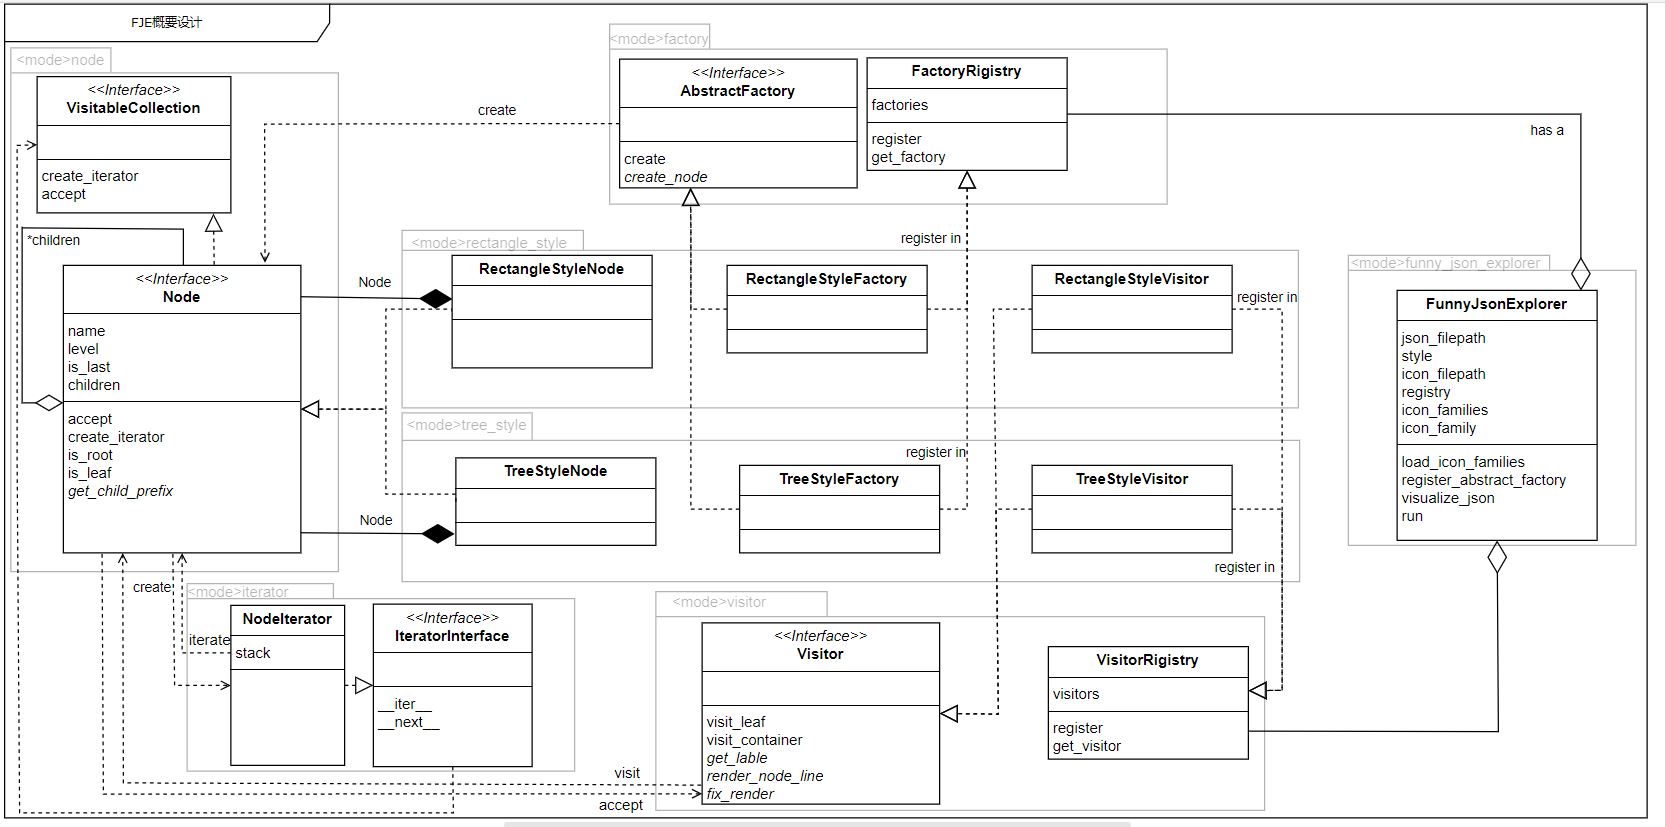 FJE概要设计
<mode>node
<<Interface>>
VisitableCollection
create_iterator
accept
*children
<<Interface>>
Node
name
level
is_last
children
accept
create_iterator
is_root
is_leaf
get_child_prefix
create
<mode>factory
<<Interface>>
AbstractFactory
create
create_node
FactoryRigistry
factories
register
get_factory
has a
register in
<mode>rectangle_style
Node
RectangleStyleNode
RectangleStyleFactory
RectangleStyleVisitor
register in
<mode>tree_style
register in
Node
TreeStyleNode
TreeStyleFactory
TreeStyleVisitor
register in
<mode>funny_json_explorer
FunnyJsonExplorer
json_filepath
style
icon_filepath
registry
icon_families
icon_family
load_icon_families
register_abstract_factory
visualize_json
run
create
<mode>iterator
iterate
NodeIterator
stack
<<Interface>>
IteratorInterface
__iter__
__next__
<mode>visitor
<<Interface>>
Visitor
visit_leaf
visit_container
get_lable
render_node_line
fix_render
VisitorRigistry
visitors
register
get_visitor
visit
accept